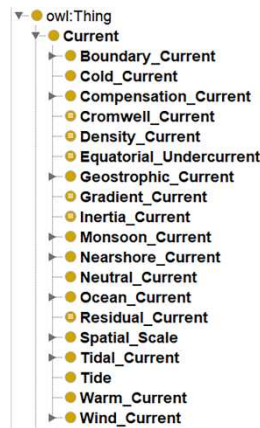 owl:Thing
Current
Boundary_Current
Cold_Current
Compensation_Current
Cromwell_Current
Density_Current
Equatorial_Undercurrent
Geostrophic_Current
Gradient_Current
Inertia_Current
Monsoon_Current
Nearshore_Current
Neutral_Current
Ocean_Current
Residual_Current
Spatial_Scale
Tidal_Current
Tide
Warm_Current
Wind_Current